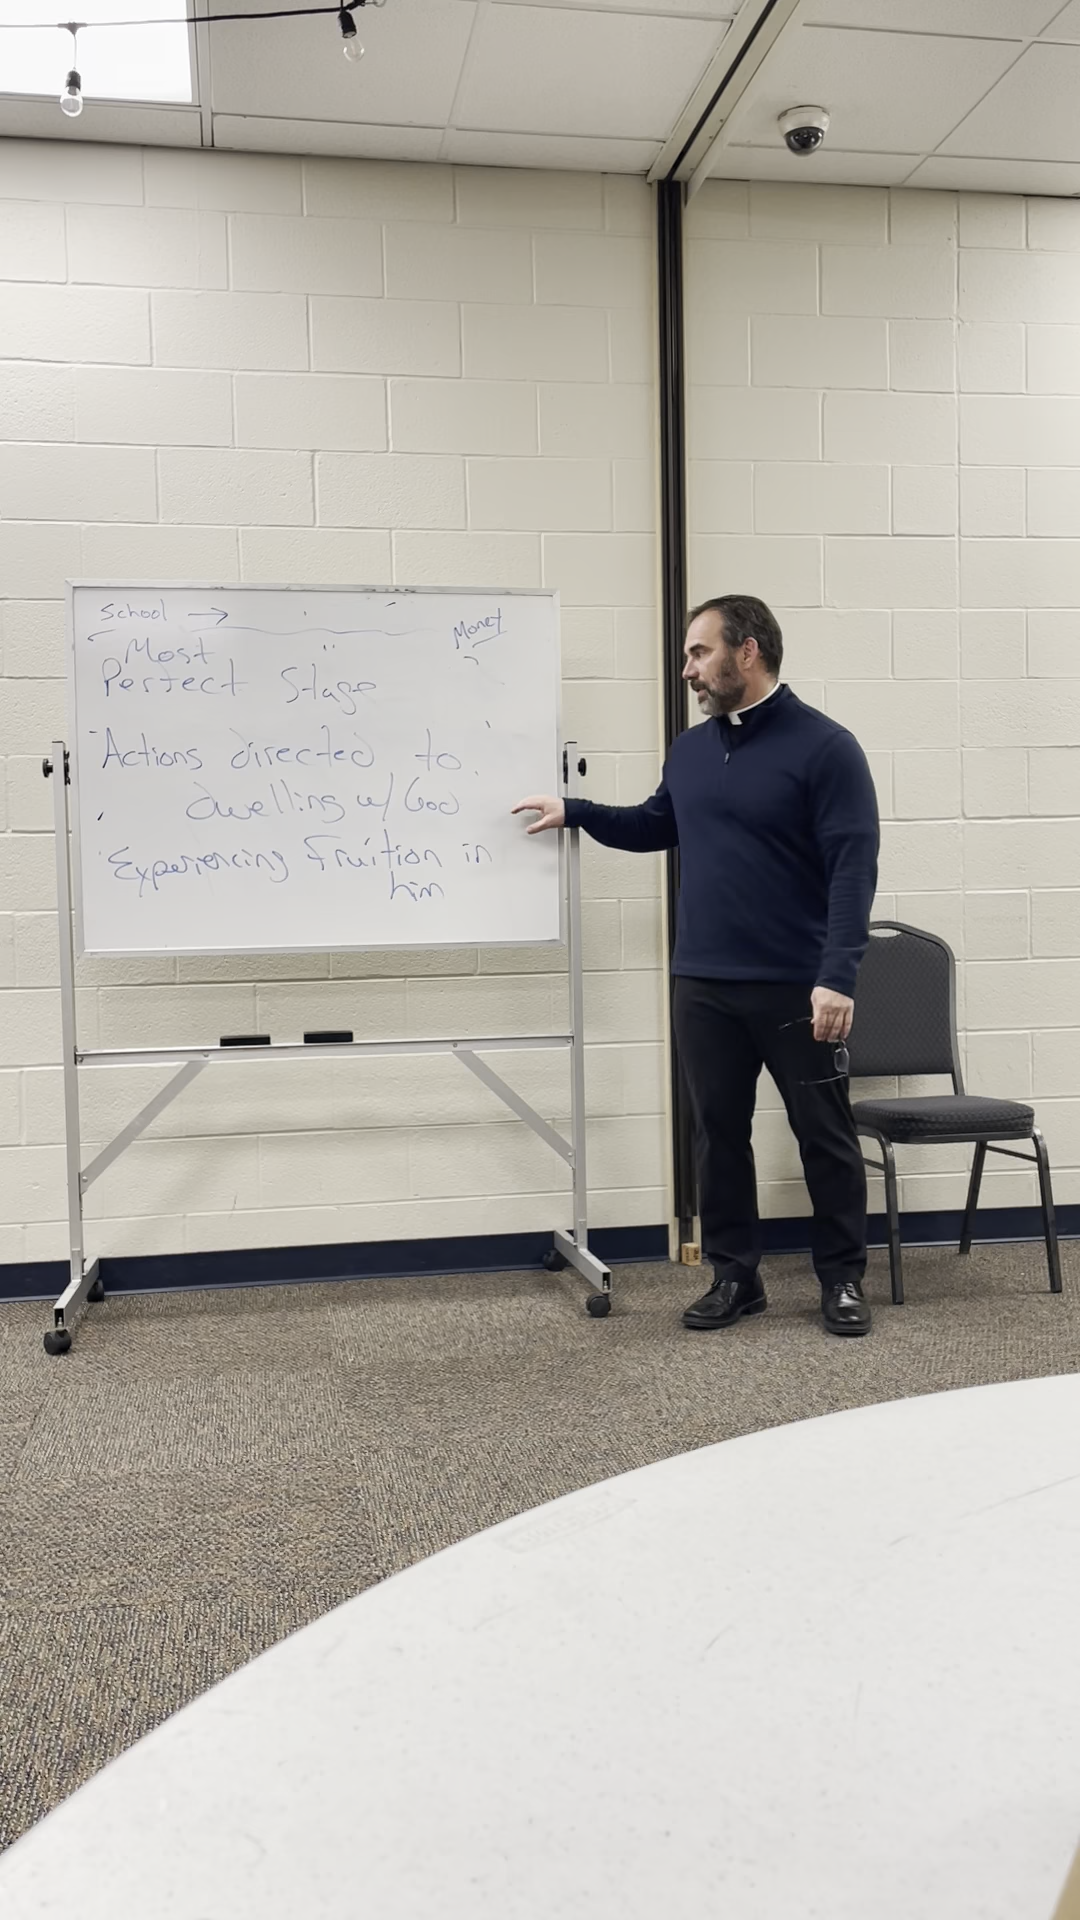 School →
Money
Most
Perfect Stage
Actions directed to
dwelling w/ God
Experiencing fruition in
him